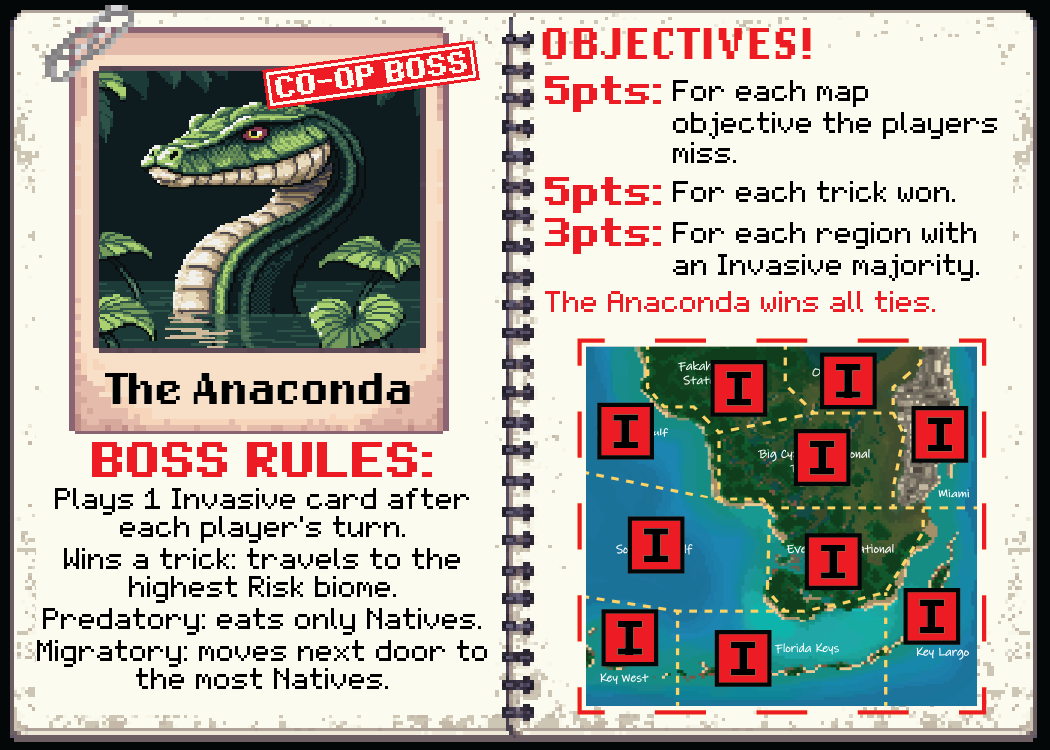 CO-OP BOSS
The Anaconda
BOSS RULES:
Plays 1 Invasive card after
each player's turn.
Wins a trick: travels to the
highest Risk biome.
Predatory: eats only Natives.
Migratory: moves next door to
the most Natives.
OBJECTIVES!
5pts: For each map
objective the players
miss.
5pts: For each trick won.
3pts: For each region with
an Invasive majority.
The Anaconda wins all ties.
I
I
I
I
I
Miami
I
I
I
Key Largo
I
Key West
I
Florida Keys